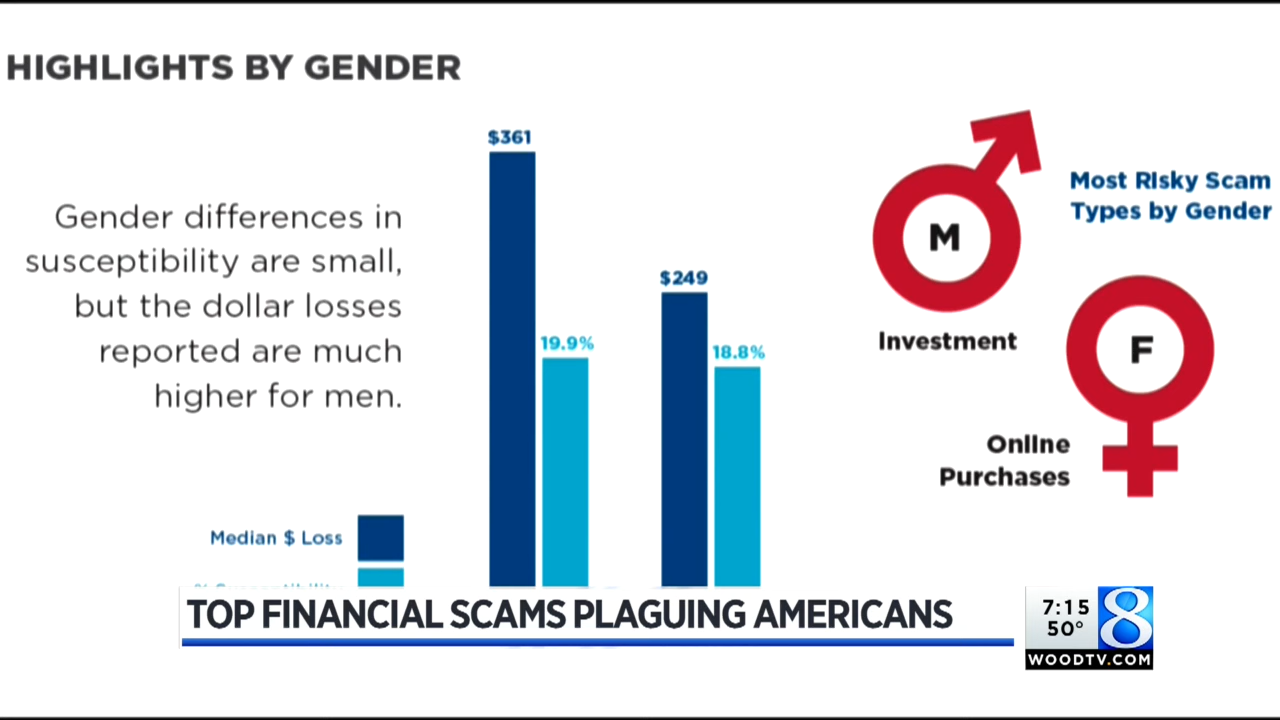 HIGHLIGHTS BY GENDER
Gender differences in
susceptibility are small,
but the dollar losses
reported are much
higher for men.
$361
19.9%
$249
18.8%
Median $ Loss
M
Investment
Most Risky Scam
Types by Gender
F
Online
Purchases
TOP FINANCIAL SCAMS PLAGUING AMERICANS
7:15
50°
8
WOODTV.COM